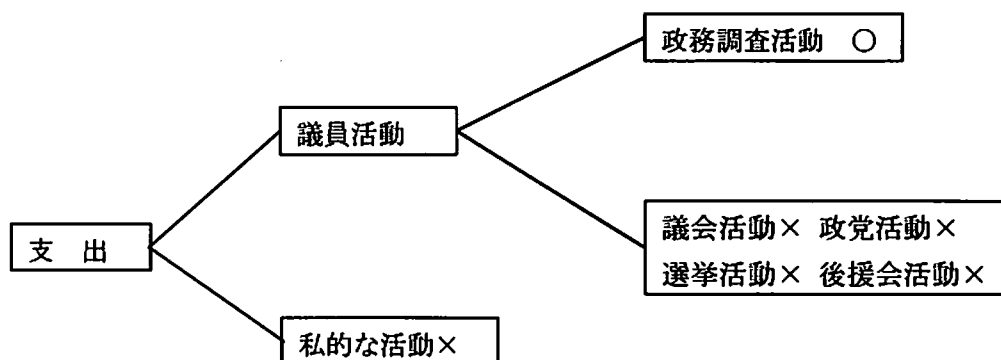 政務調査活動 ○
議員活動
議会活動× 政党活動×
選挙活動× 後援会活動×
支 出
私的な活動×